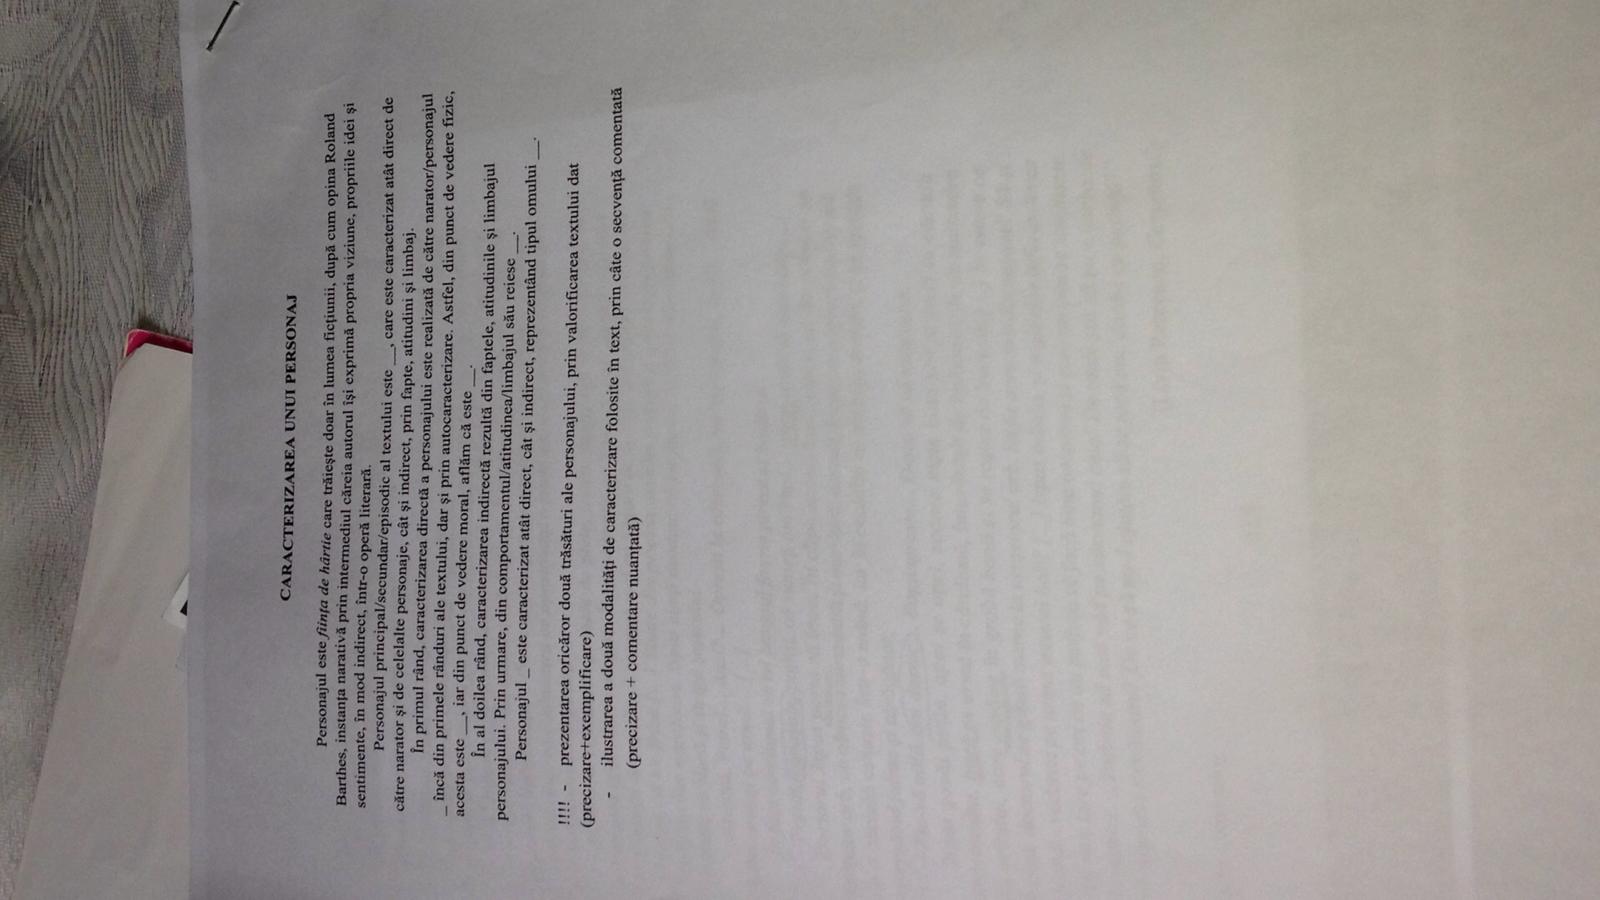 CARACTERIZAREA UNUI PERSONAJ
Personajul este ființa de hârtie care trăiește doar în lumea ficțiunii, după cum opina Roland
Barthes, instanța narativă prin intermediul căreia autorul își exprimă propria viziune, propriile idei și
sentimente, în mod indirect, într-o operă literară.
Personajul principal/secundar/episodic al textului este __, care este caracterizat atât direct de
către narator și de celelalte personaje, cât și indirect, prin fapte, atitudini și limbaj.
În primul rând, caracterizarea directă a personajului este realizată de către narator/personajul
_ încă din primele rânduri ale textului, dar și prin autocaracterizare. Astfel, din punct de vedere fizic,
acesta este __, iar din punct de vedere moral, aflăm că este __.
În al doilea rând, caracterizarea indirectă rezultă din faptele, atitudinile și limbajul
personajului. Prin urmare, din comportamentul/atitudinea/limbajul său reiese __.
Personajul _ este caracterizat atât direct, cât și indirect, reprezentând tipul omului __.
!!!! - prezentarea oricăror două trăsături ale personajului, prin valorificarea textului dat
(precizare+exemplificare)
- ilustrarea a două modalități de caracterizare folosite în text, prin câte o secvență comentată
(precizare + comentare nuanțată)